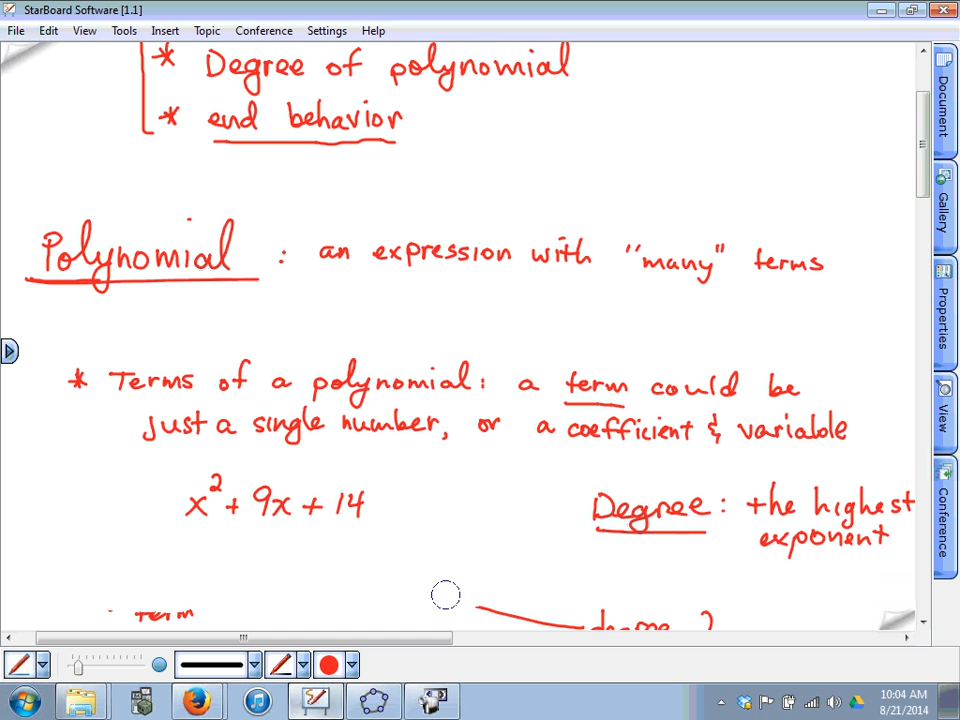 StarBoard Software [1.1]
File Edit View Tools Insert Topic Conference Settings Help
* Degree of polynomial
* end behavior
Polynomial : an expression with "many" terms
* Terms of a polynomial: a term could be
just a single number, or a coefficient & variable
x² + 9x + 14
Degree : the highest
exponent
term
Document
Gallery
Properties
View
Conference
10:04 AM
8/21/2014